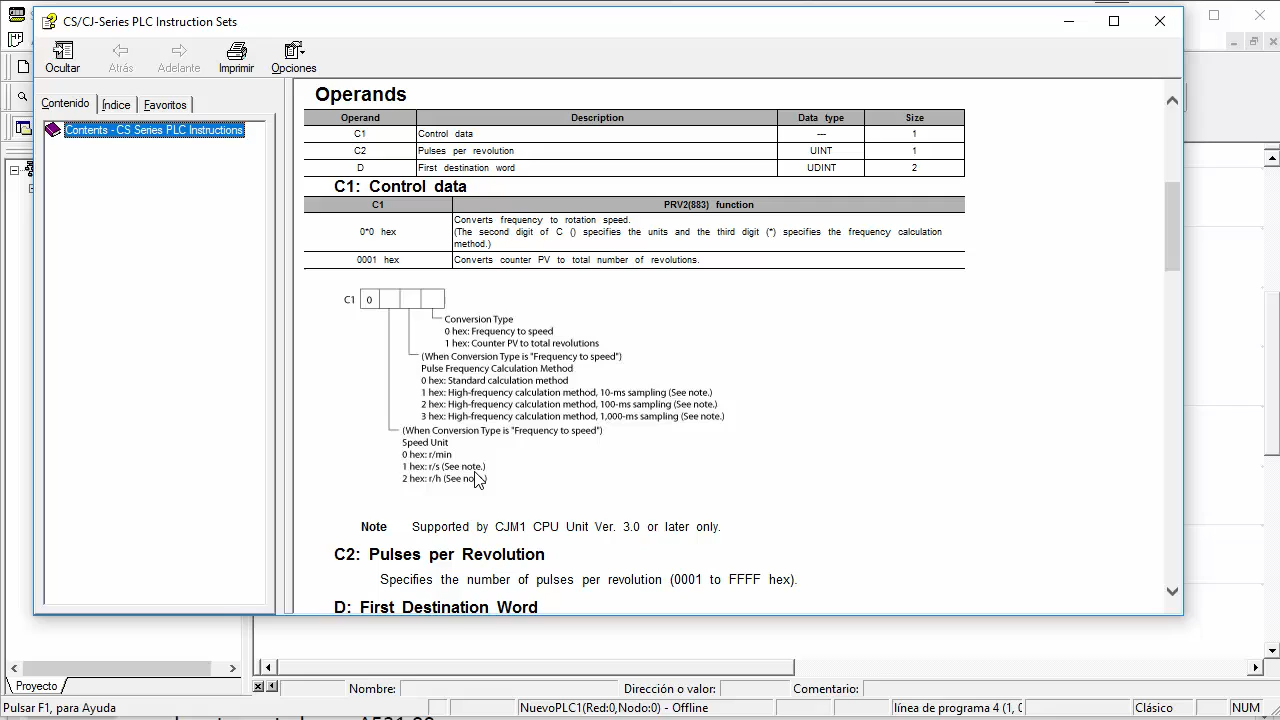 CS/CJ-Series PLC Instruction Sets
Ocultar Atrás Adelante Imprimir Opciones
Contenido Índice Favoritos
Contents - CS Series PLC Instructions
Operands
Operand Description Data type Size
C1 Control data --- 1
C2 Pulses per revolution UINT 1
D First destination word UDINT 2
C1: Control data
C1 PRV2(883) function
0*0 hex Converts frequency to rotation speed.
(The second digit of C () specifies the units and the third digit (*) specifies the frequency calculation
method.)
0001 hex Converts counter PV to total number of revolutions.
C1 0
Conversion Type
0 hex: Frequency to speed
1 hex: Counter PV to total revolutions
(When Conversion Type is "Frequency to speed")
Pulse Frequency Calculation Method
0 hex: Standard calculation method
1 hex: High-frequency calculation method, 10-ms sampling (See note.)
2 hex: High-frequency calculation method, 100-ms sampling (See note.)
3 hex: High-frequency calculation method, 1,000-ms sampling (See note.)
(When Conversion Type is "Frequency to speed")
Speed Unit
0 hex: r/min
1 hex: r/s (See note.)
2 hex: r/h (See no )
Note Supported by CJM1 CPU Unit Ver. 3.0 or later only.
C2: Pulses per Revolution
Specifies the number of pulses per revolution (0001 to FFFF hex).
D: First Destination Word
Proyecto
Nombre: Dirección o valor: Comentario:
Pulsar F1, para Ayuda NuevoPLC1(Red:0,Nodo:0) - Offline línea de programa 4 (1, 0 Clásico NUM